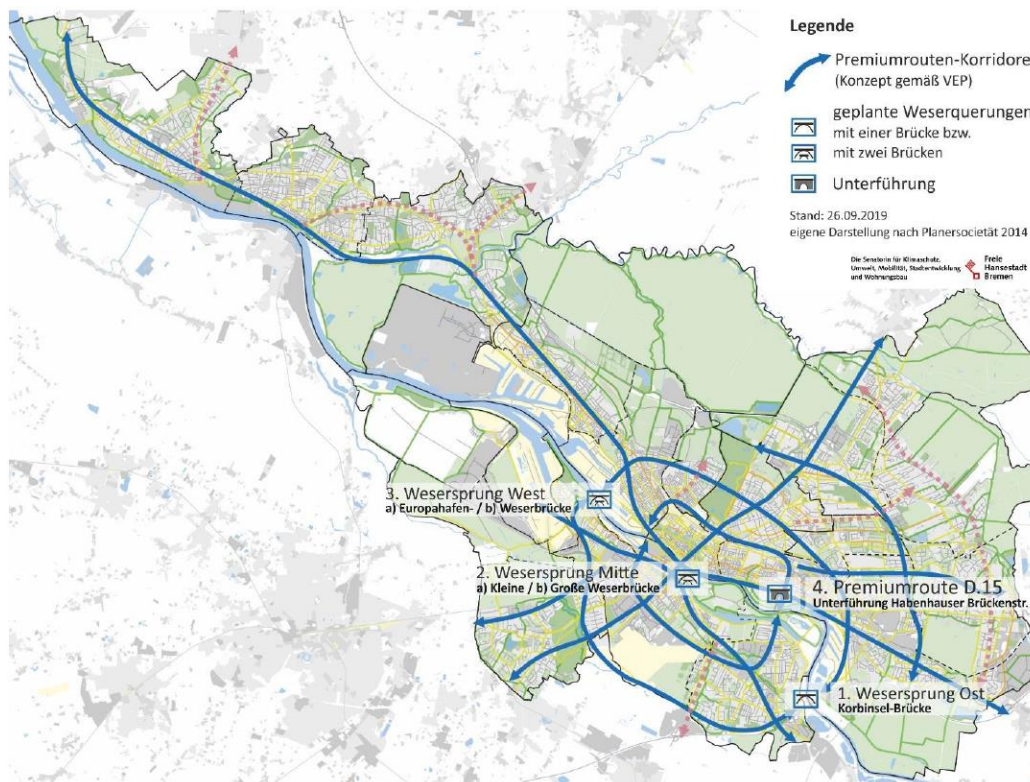 Legende
Premiumrouten-Korridore
(Konzept gemäß VEP)
geplante Weserquerungen
mit einer Brücke bzw.
mit zwei Brücken
Unterführung
Stand: 26.09.2019
eigene Darstellung nach Planersocietät 2014
Die Senatorin für Klimaschutz,
Umwelt, Mobilität, Stadtentwicklung
und Wohnungsbau
Freie
Hansestadt
Bremen
3. Wesersprung West
a) Europahafen- / b) Weserbrücke
2. Wesersprung Mitte
a) Kleine / b) Große Weserbrücke
4. Premiumroute D.15
Unterführung Habenhauser Brückenstr.
1. Wesersprung Ost
Korbinsel-Brücke